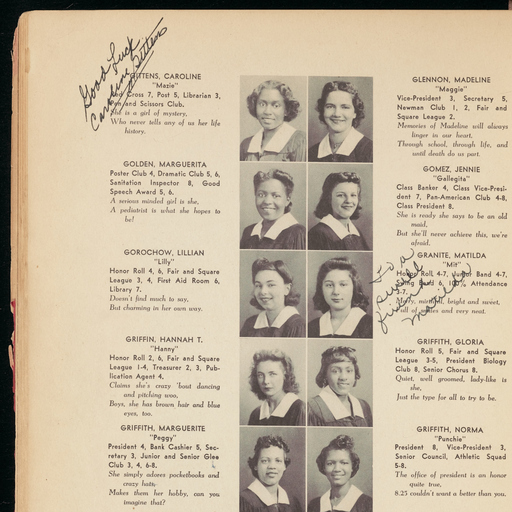 Good Luck
Caroline Gittens
GITTENS, CAROLINE
"Mazie"
Cross 7, Post 5, Librarian 3,
Pen and Scissors Club.
She is a girl of mystery,
Who never tells any of us her life
history.
GOLDEN, MARGUERITA
Poster Club 4, Dramatic Club 5, 6,
Sanitation Inspector 8, Good
Speech Award 5, 6.
A serious minded girl is she,
A pediatrist is what she hopes to
be!
GOROCHOW, LILLIAN
"Lilly"
Honor Roll 4, 6, Fair and Square
League 3, 4, First Aid Room 6,
Library 7.
Doesn't find much to say,
But charming in her own way.
GRIFFIN, HANNAH T.
"Hanny"
Honor Roll 2, 6, Fair and Square
League 1-4, Treasurer 2, 3, Pub-
lication Agent 4.
Claims she's crazy 'bout dancing
and pitching woo,
Boys, she has brown hair and blue
eyes, too.
GRIFFITH, MARGUERITE
"Peggy"
President 4, Bank Cashier 5, Sec-
retary 3, Junior and Senior Glee
Club 3, 4, 6-8.
She simply adores pocketbooks and
crazy hats,
Makes them her hobby, can you
imagine that?
GLENNON, MADELINE
"Maggie"
Vice-President 3, Secretary 5,
Newman Club 1, 2, Fair and
Square League 2.
Memories of Madeline will always
linger in our heart,
Through school, through life, and
until death do us part.
GOMEZ, JENNIE
"Gallegita"
Class Banker 4, Class Vice-Presi-
dent 7, Pan-American Club 4-8,
Class President 8.
She is ready she says to be an old
maid,
But she'll never achieve this, we're
afraid.
GRANITE, MATILDA
"Mit"
Honor Roll 4-7, Junior Band 4-7,
Swing Band 6, 100% Attendance
5-7.
Merry, mirthful, bright and sweet,
Full of and very neat.
To a
sweet
friend
Matilda
GRIFFITH, GLORIA
Honor Roll 5, Fair and Square
League 3-5, President Biology
Club 8, Senior Chorus 8.
Quiet, well groomed, lady-like is
she,
Just the type for all to try to be.
GRIFFITH, NORMA
"Punchie"
President 8, Vice-President 3,
Senior Council, Athletic Squad
5-8.
The office of president is an honor
quite true,
8.25 couldn't want a better than you.